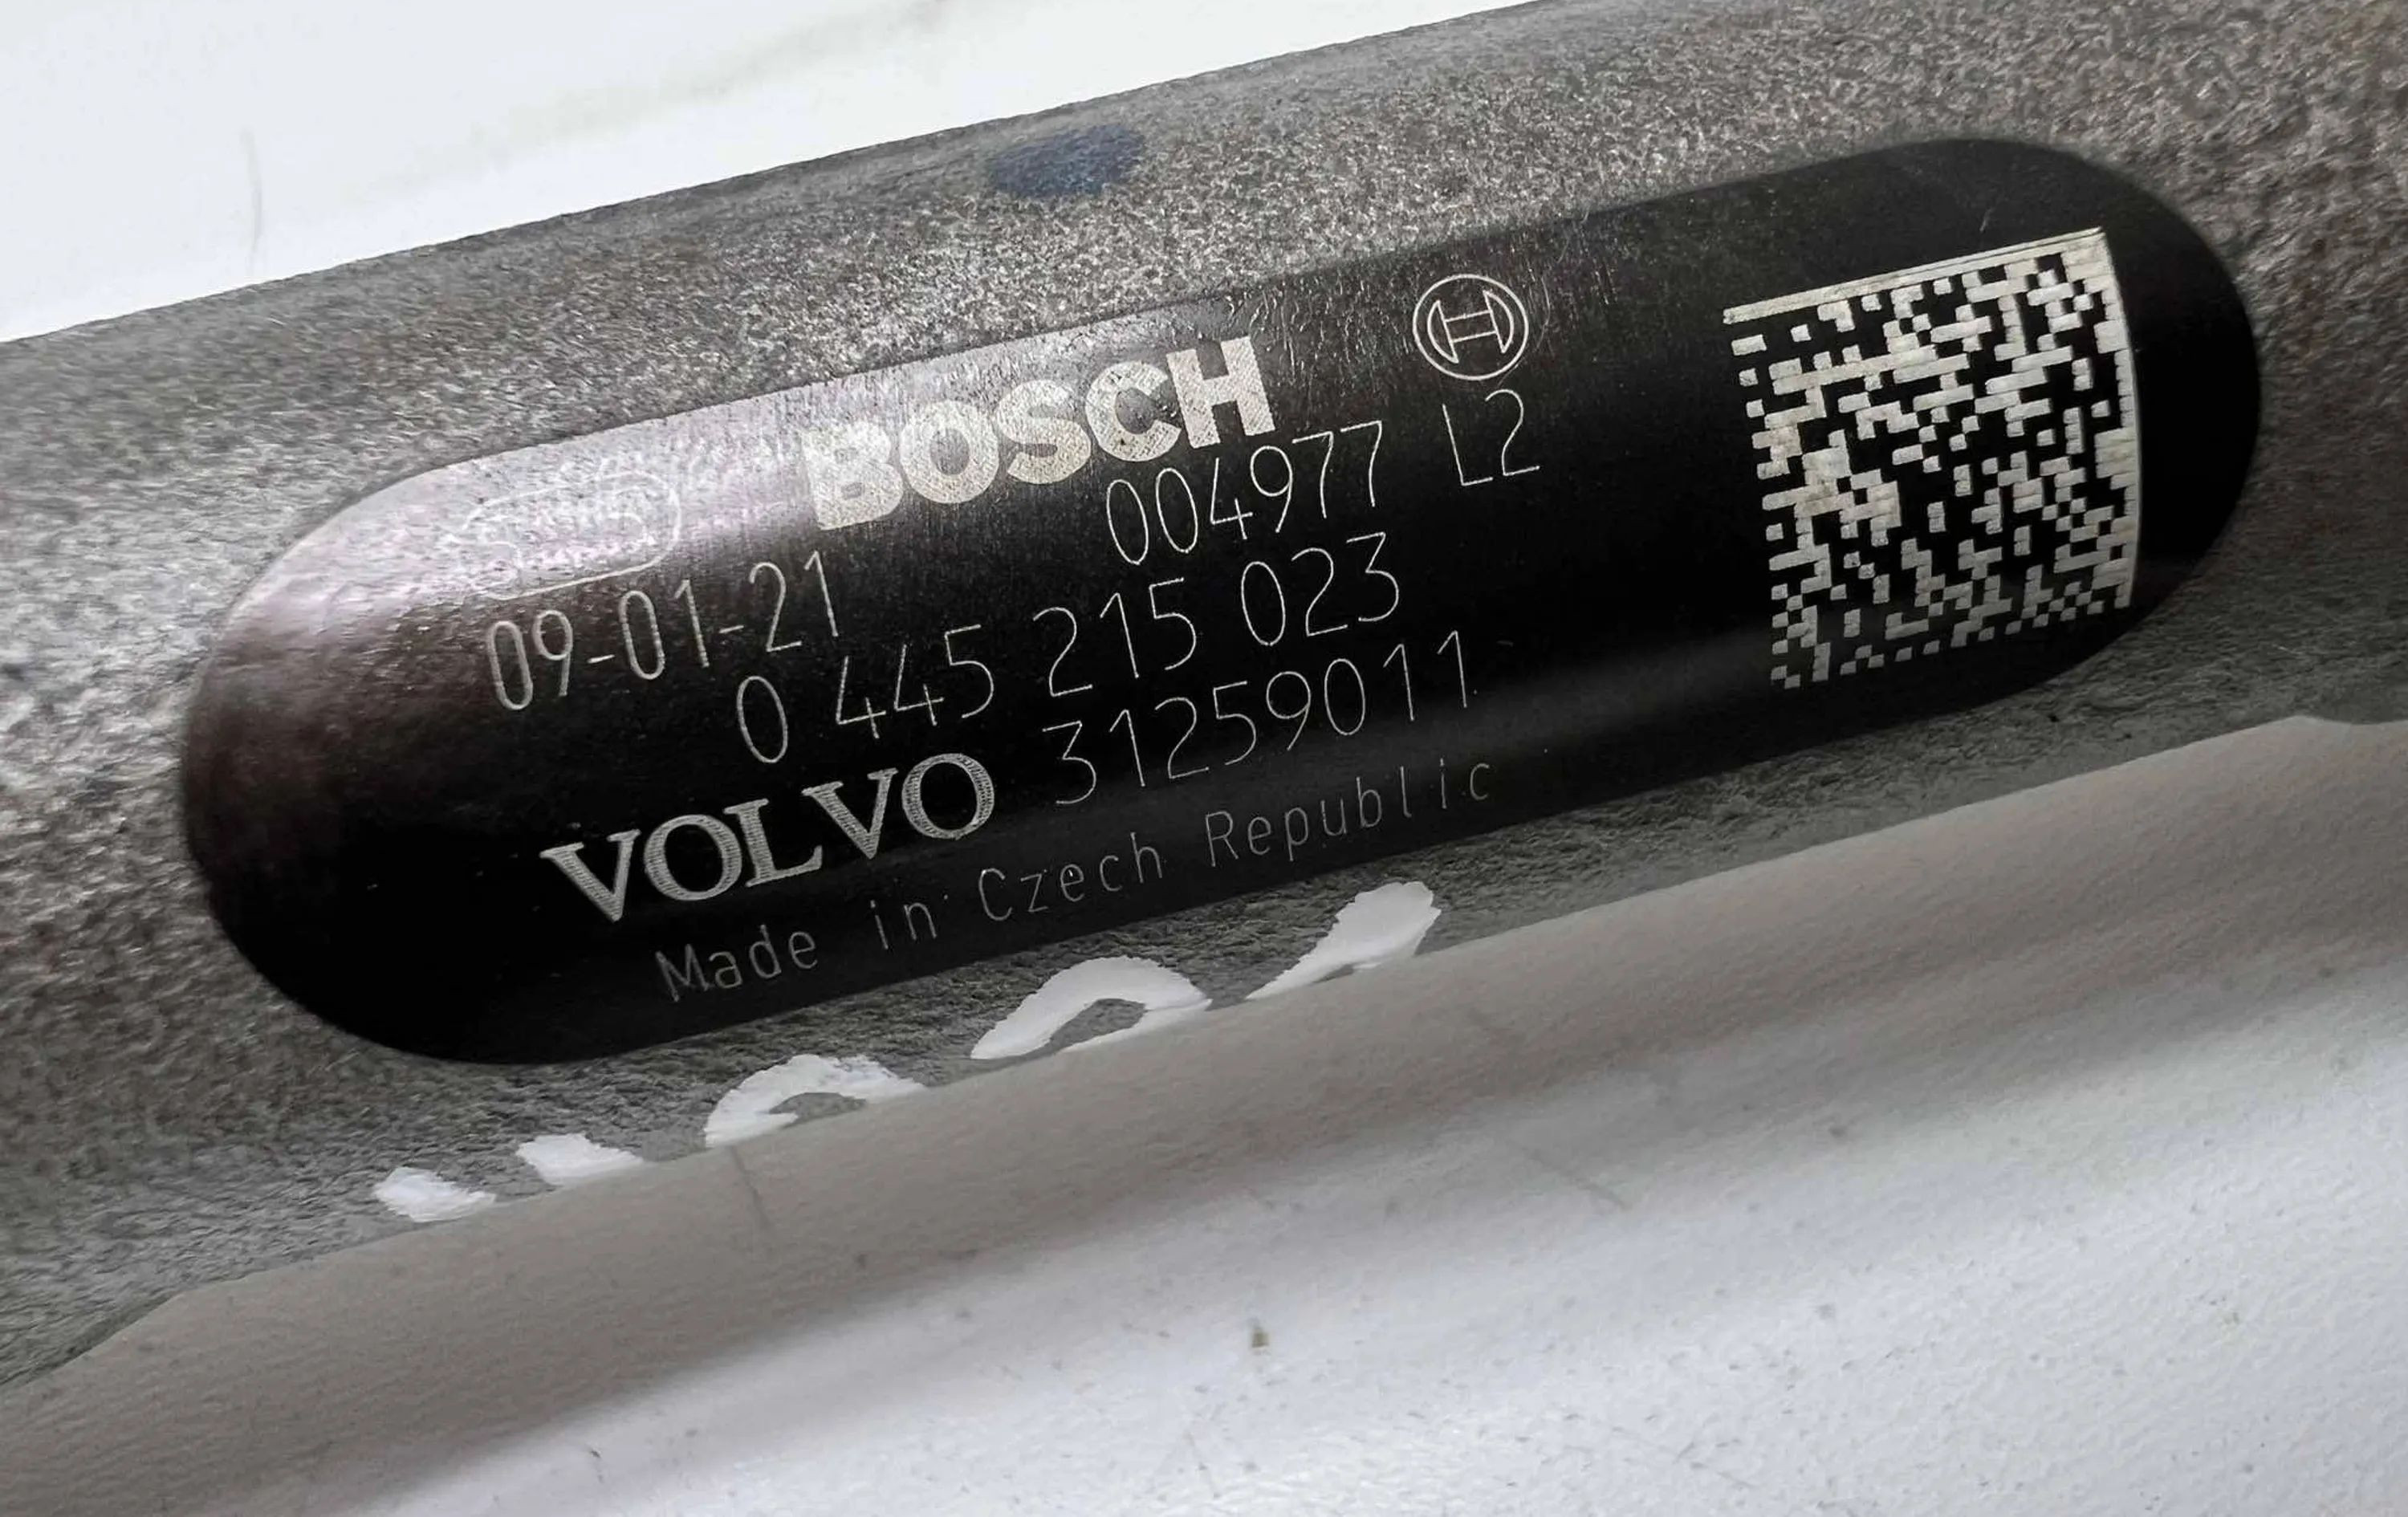 BOSCH
09-01-21 004977 L2
0 445 215 023
VOLVO 31259011
Made in Czech Republic